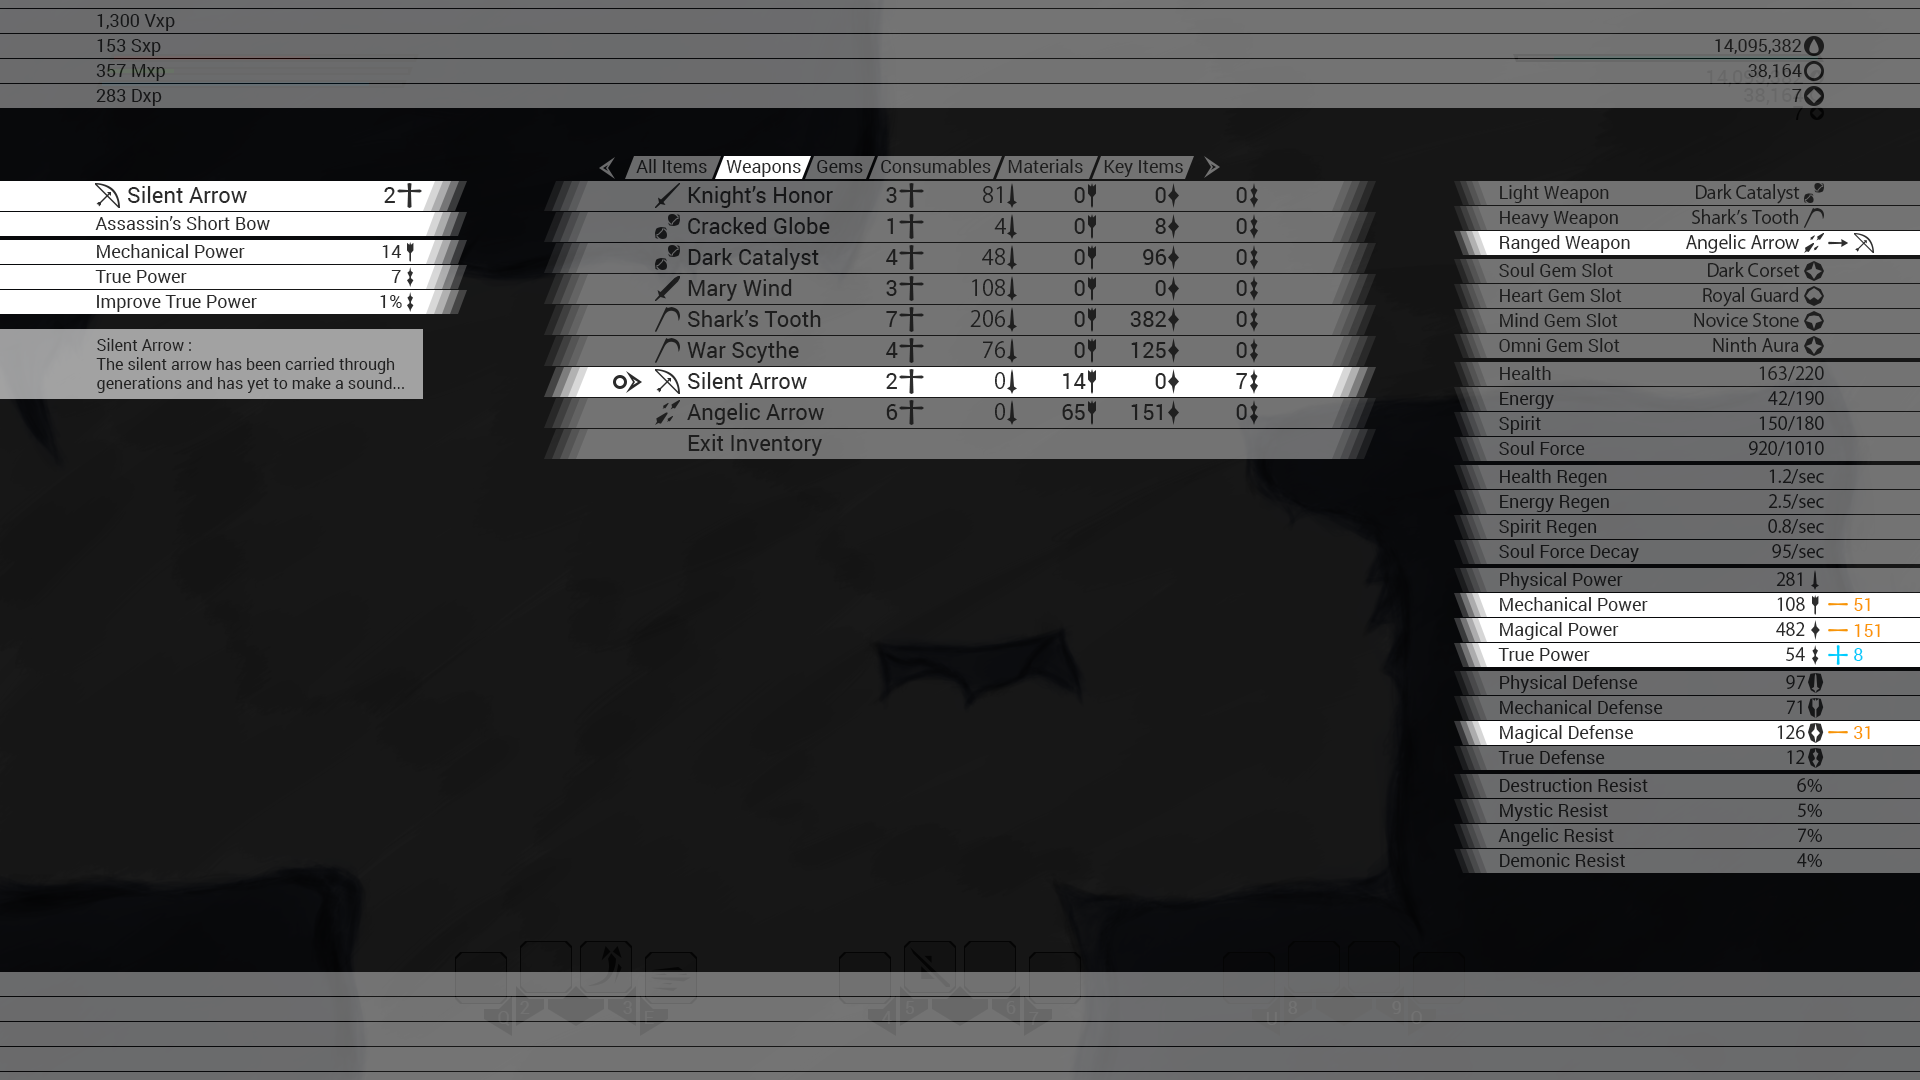 1,300 Vxp
153 Sxp
357 Mxp
283 Dxp
14,095,382
38,164
7
All Items Weapons Gems Consumables Materials Key Items
Silent Arrow 2
Assassin's Short Bow
Mechanical Power 14
True Power 7
Improve True Power 1%
Silent Arrow :
The silent arrow has been carried through
generations and has yet to make a sound...
Knight's Honor 3 81 0 0 0
Cracked Globe 1 4 0 8 0
Dark Catalyst 4 48 0 96 0
Mary Wind 3 108 0 0 0
Shark's Tooth 7 206 0 382 0
War Scythe 4 76 0 125 0
Silent Arrow 2 0 14 0 7
Angelic Arrow 6 0 65 151 0
Exit Inventory
Light Weapon Dark Catalyst
Heavy Weapon Shark's Tooth
Ranged Weapon Angelic Arrow
Soul Gem Slot Dark Corset
Heart Gem Slot Royal Guard
Mind Gem Slot Novice Stone
Omni Gem Slot Ninth Aura
Health 163/220
Energy 42/190
Spirit 150/180
Soul Force 920/1010
Health Regen 1.2/sec
Energy Regen 2.5/sec
Spirit Regen 0.8/sec
Soul Force Decay 95/sec
Physical Power 281
Mechanical Power 108 — 51
Magical Power 482 — 151
True Power 54 + 8
Physical Defense 97
Mechanical Defense 71
Magical Defense 126 — 31
True Defense 12
Destruction Resist 6%
Mystic Resist 5%
Angelic Resist 7%
Demonic Resist 4%